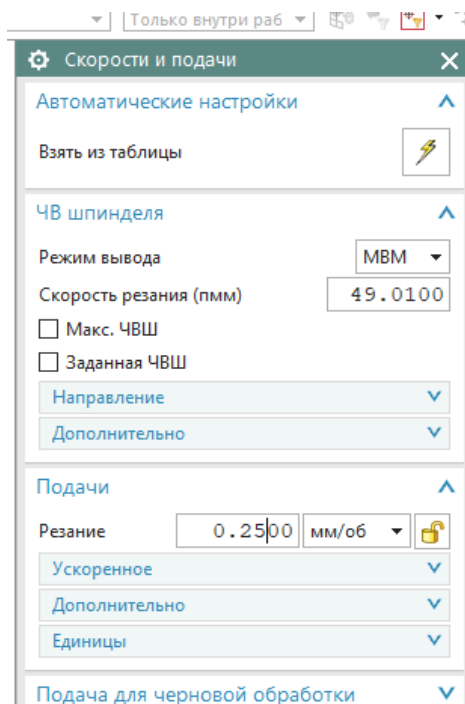 Только внутри раб
Скорости и подачи
Автоматические настройки
Взять из таблицы
ЧВ шпинделя
Режим вывода МВМ
Скорость резания (пмм) 49.0100
Макс. ЧВШ
Заданная ЧВШ
Направление
Дополнительно
Подачи
Резание 0.2500 мм/об
Ускоренное
Дополнительно
Единицы
Подача для черновой обработки